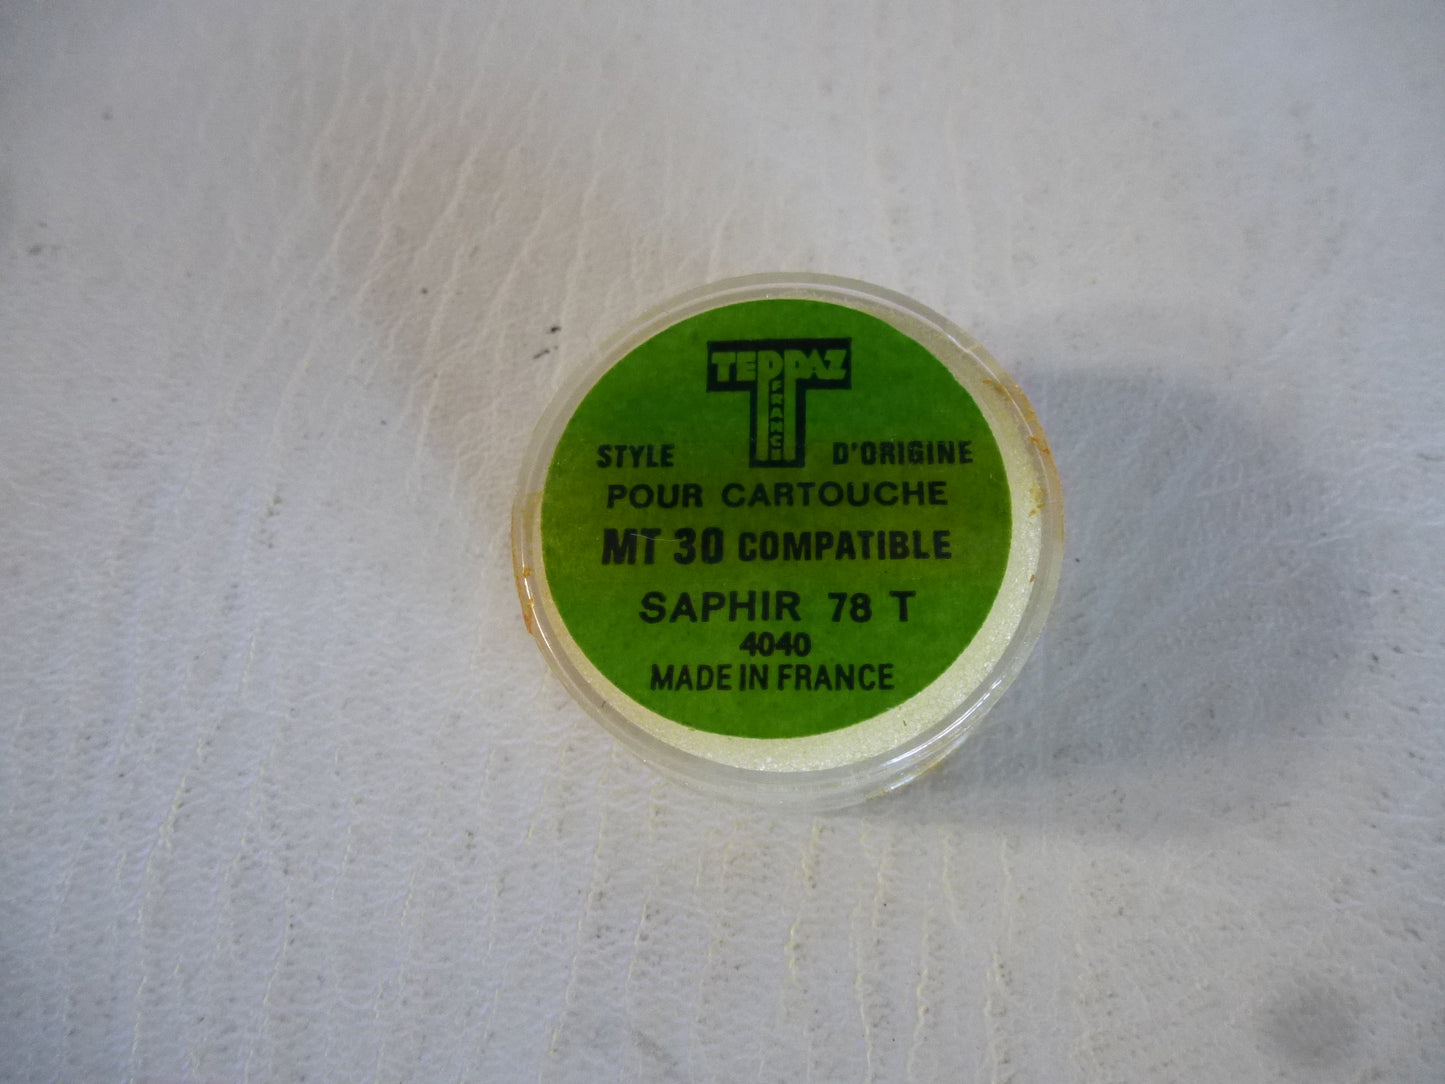 TEPPAZ
FRANCE
STYLE D'ORIGINE
POUR CARTOUCHE
MT 30 COMPATIBLE
SAPHIR 78 T
4040
MADE IN FRANCE